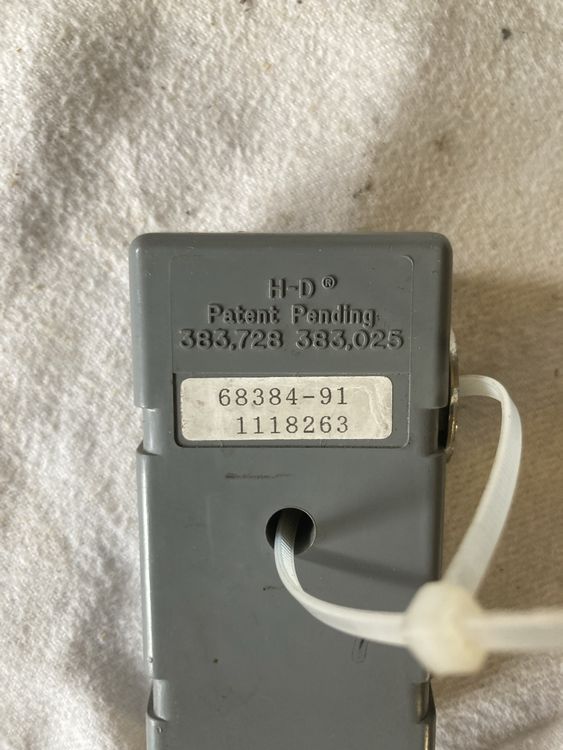 H-D®
Patent Pending
383,728 383,025
68384-91
1118263